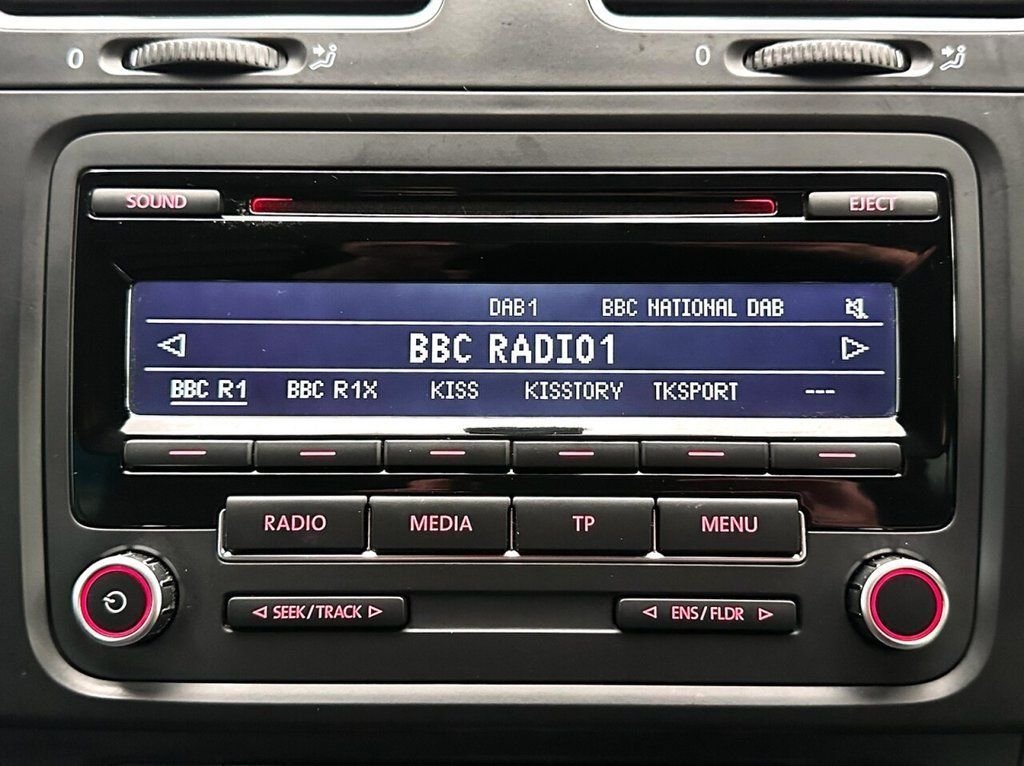 0 0
SOUND EJECT
DAB1 BBC NATIONAL DAB
BBC RADIO1
BBC R1 BBC R1X KISS KISSTORY TKSPORT ---
RADIO MEDIA TP MENU
SEEK/TRACK ENS/FLDR